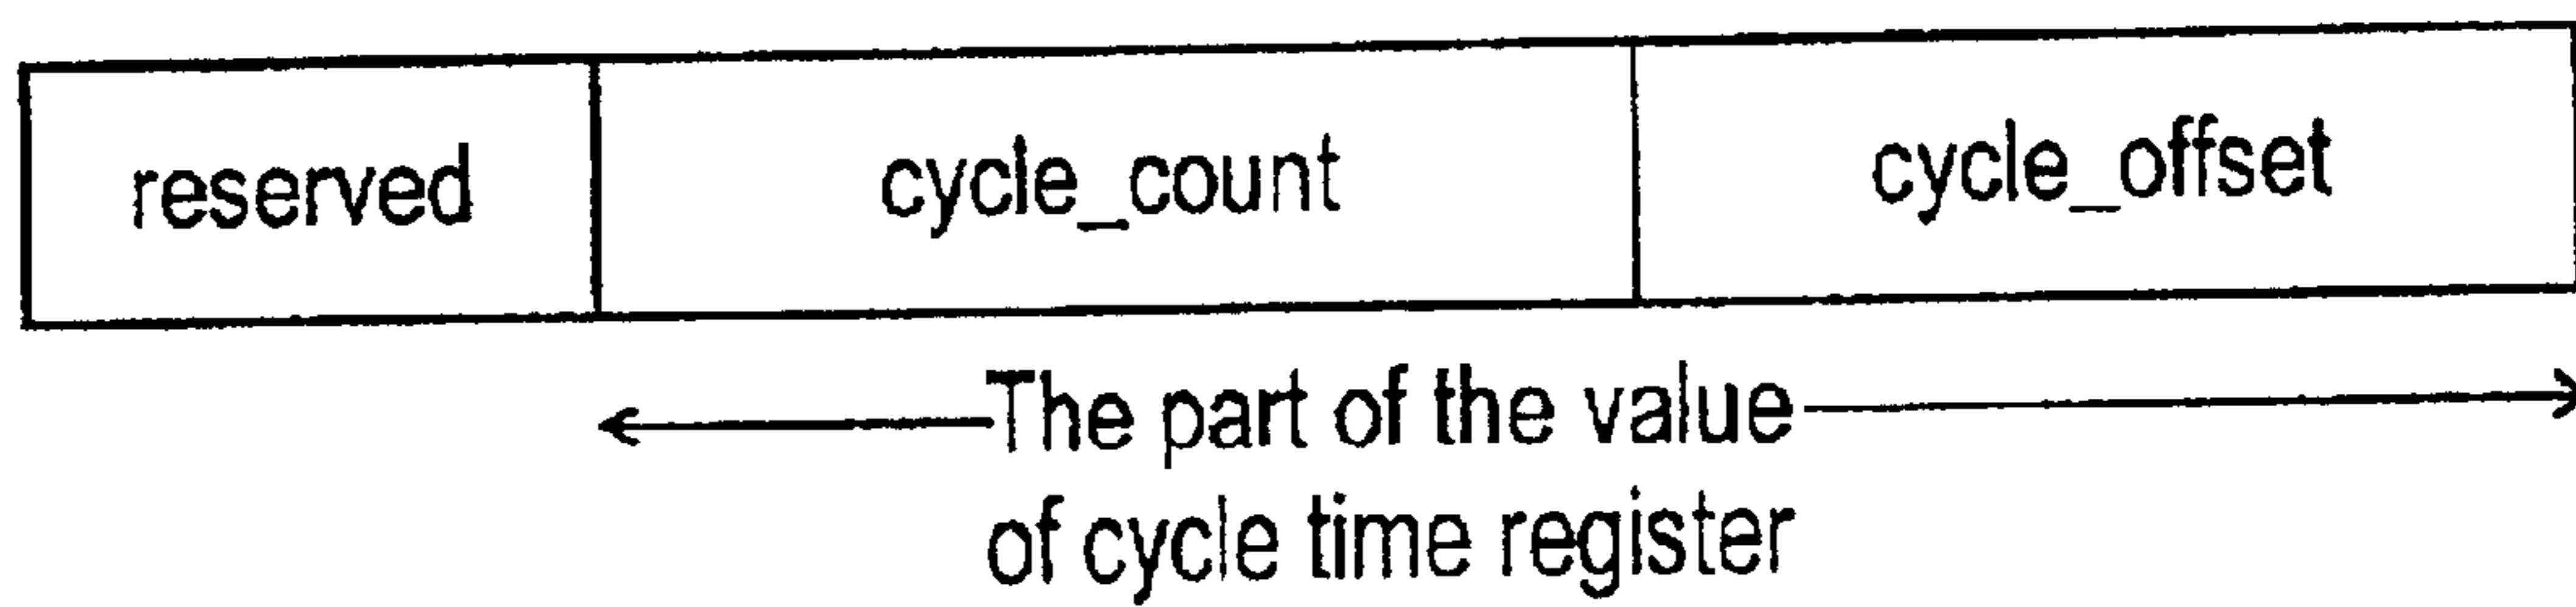 reserved cycle_count cycle_offset
The part of the value
of cycle time register